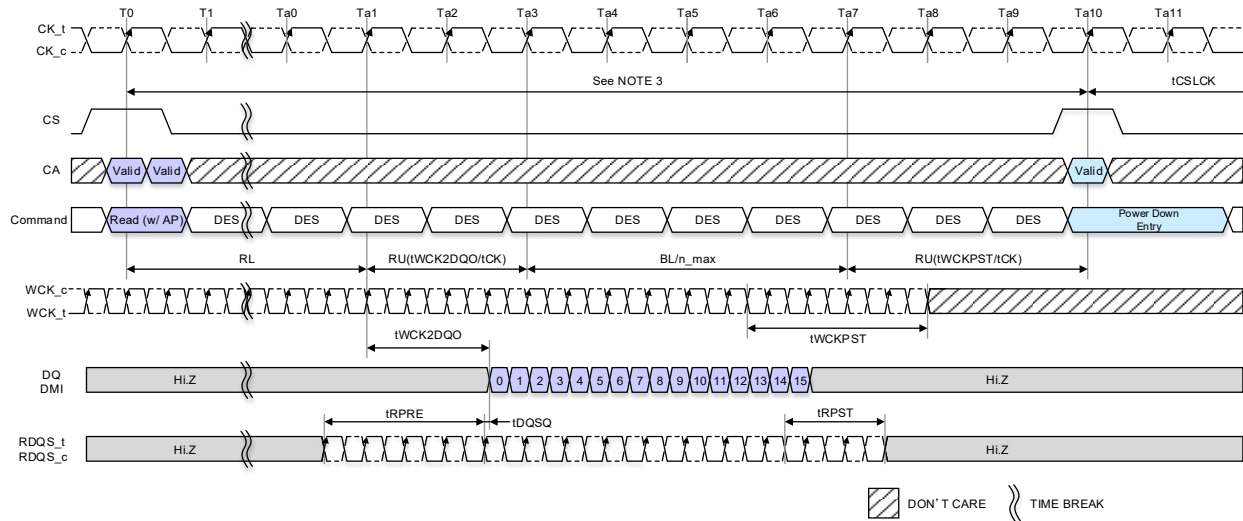 T0 T1 Ta0 Ta1 Ta2 Ta3 Ta4 Ta5 Ta6 Ta7 Ta8 Ta9 Ta10 Ta11
CK_t
CK_c
See NOTE 3 tCSLCK
CS
CA Valid Valid Valid
Command Read (w/ AP) DES DES DES DES DES DES DES DES DES DES DES Power Down
Entry
RL RU(tWCK2DQO/tCK) BL/n_max RU(tWCKPST/tCK)
WCK_c
WCK_t
tWCK2DQO tWCKPST
DQ
DMI
Hi.Z 0 1 2 3 4 5 6 7 8 9 10 11 12 13 14 15 Hi.Z
tRPRE tDQSQ tRPST
RDQS_t
RDQS_c
Hi.Z Hi.Z
DON'T CARE TIME BREAK